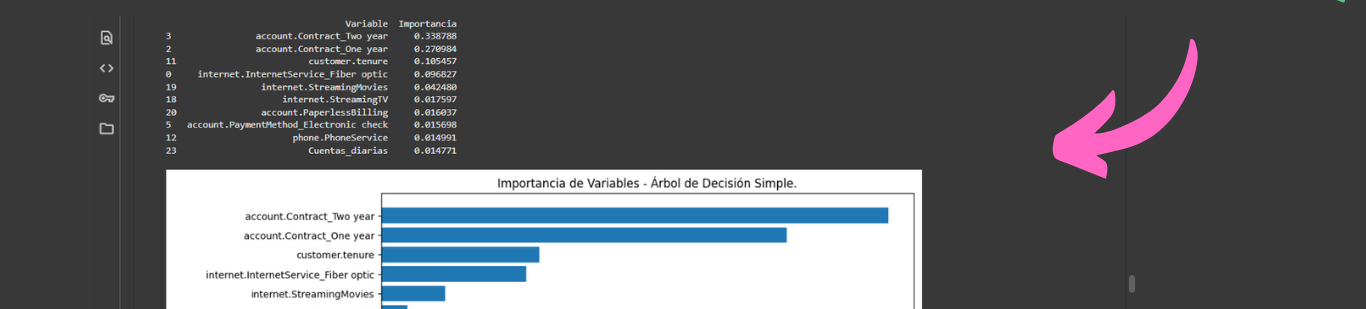 Variable Importancia
3 account.Contract_Two year 0.338788
2 account.Contract_One year 0.270984
11 customer.tenure 0.105457
0 internet.InternetService_Fiber optic 0.096827
19 internet.StreamingMovies 0.042480
18 internet.StreamingTV 0.017597
20 account.PaperlessBilling 0.016037
5 account.PaymentMethod_Electronic check 0.015698
12 phone.PhoneService 0.014991
23 Cuentas_diarias 0.014771
Importancia de Variables - Árbol de Decisión Simple.
account.Contract_Two year
account.Contract_One year
customer.tenure
internet.InternetService_Fiber optic
internet.StreamingMovies